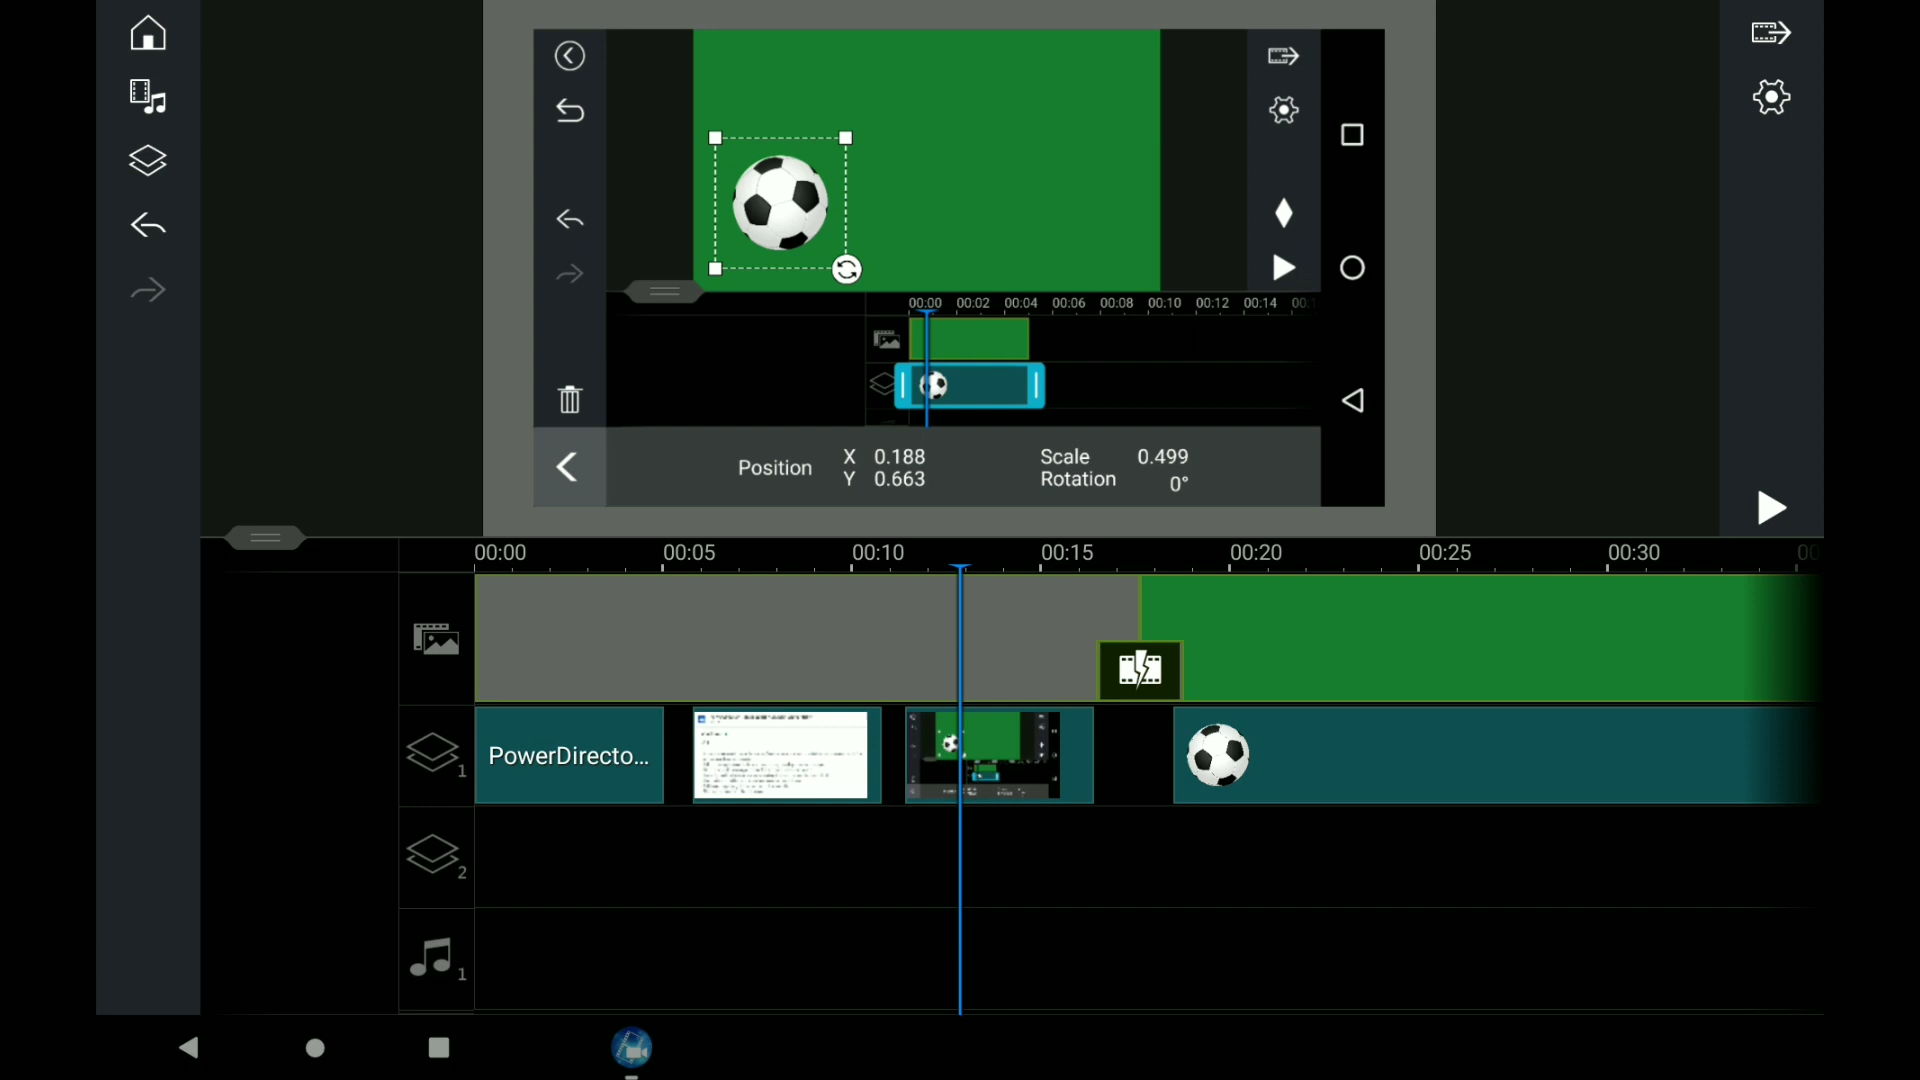 00:00 00:02 00:04 00:06 00:08 00:10 00:12 00:14
Position X 0.188
Y 0.663
Scale 0.499
Rotation 0°
00:00 00:05 00:10 00:15 00:20 00:25 00:30
PowerDirecto...
1
2
1